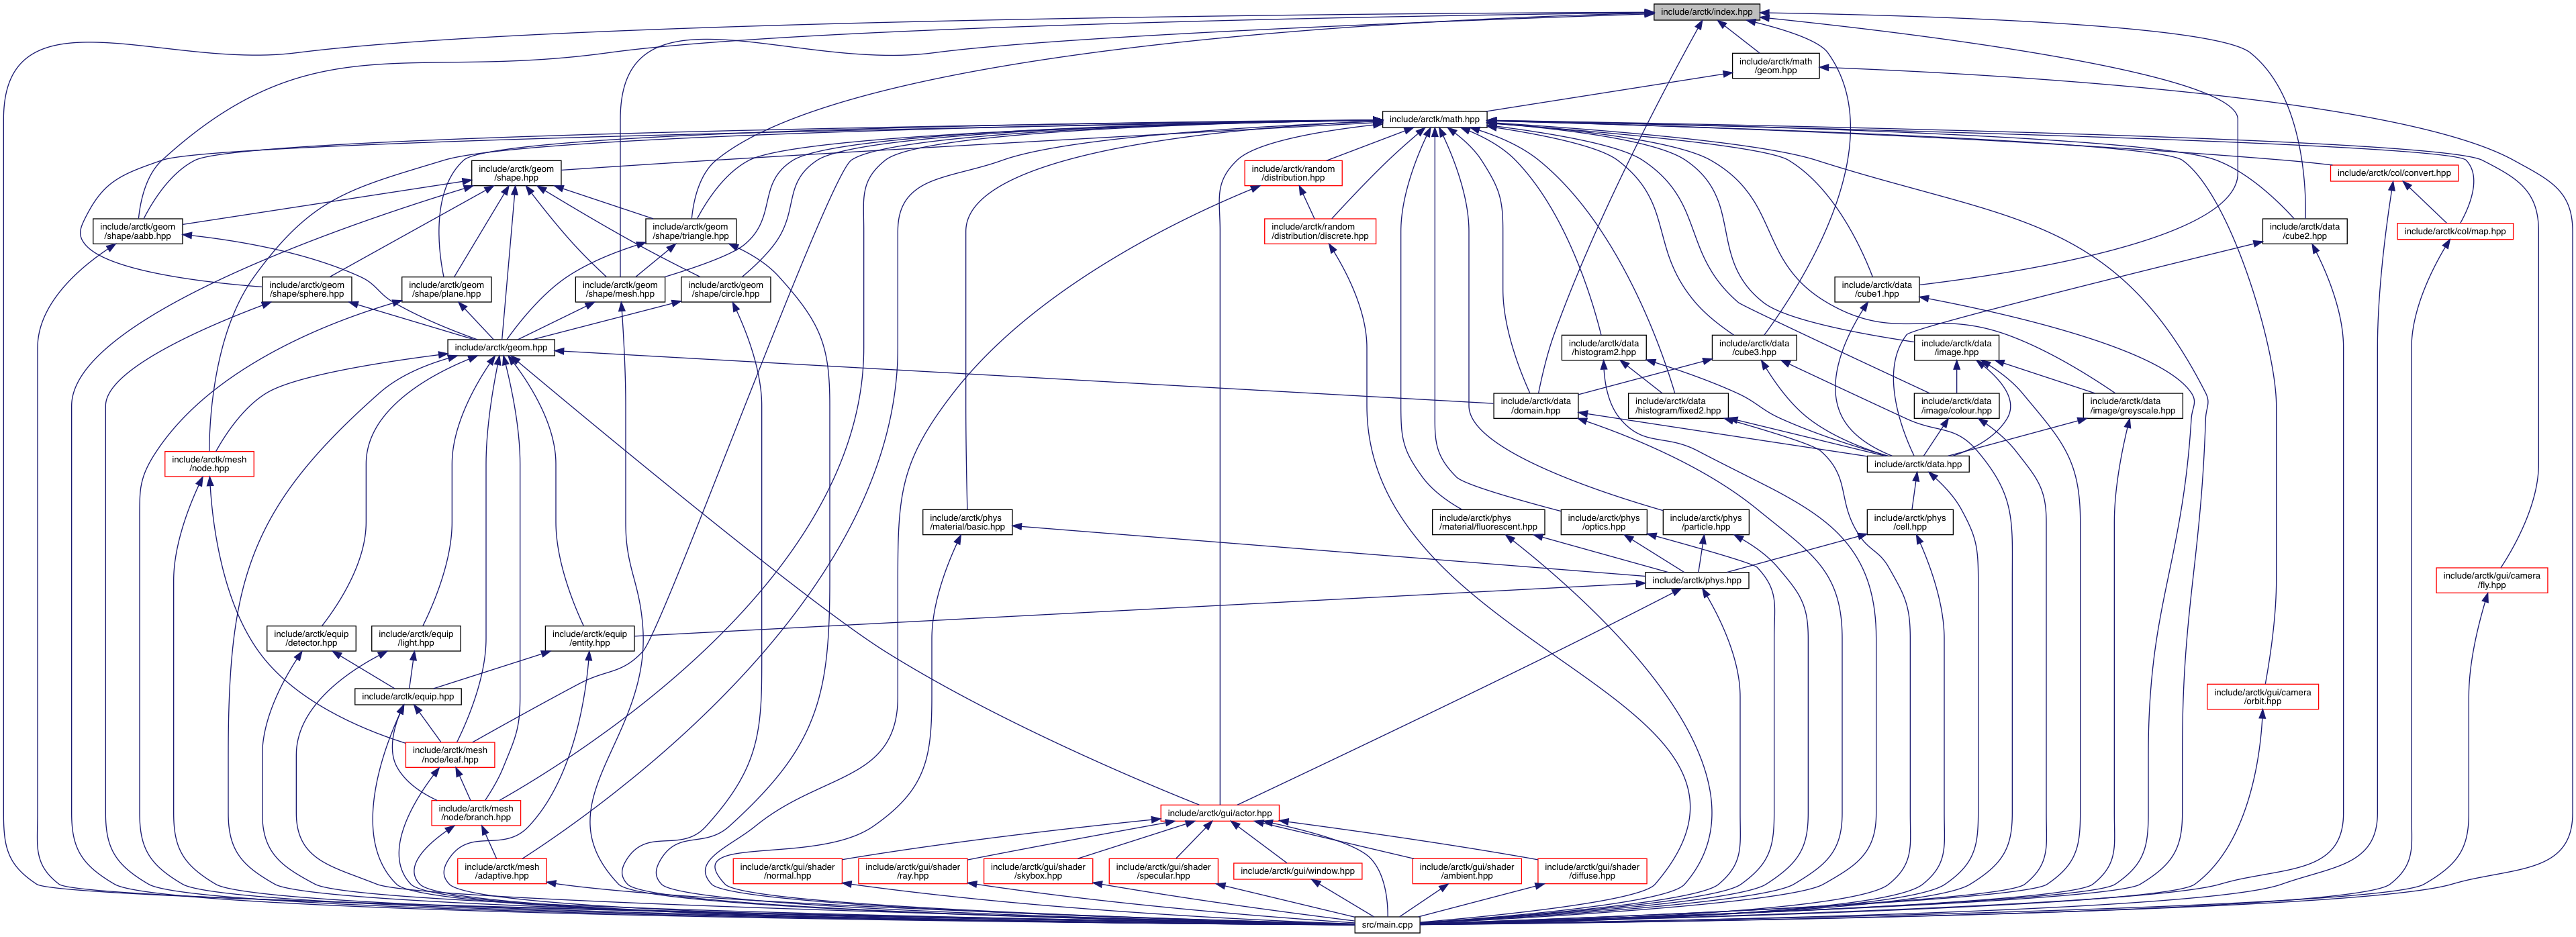 include/arctk/index.hpp
include/arctk/math
/geom.hpp
include/arctk/math.hpp
include/arctk/geom
/shape.hpp
include/arctk/random
/distribution.hpp
include/arctk/col/convert.hpp
include/arctk/geom
/shape/aabb.hpp
include/arctk/geom
/shape/triangle.hpp
include/arctk/random
/distribution/discrete.hpp
include/arctk/data
/cube2.hpp
include/arctk/col/map.hpp
include/arctk/geom
/shape/sphere.hpp
include/arctk/geom
/shape/plane.hpp
include/arctk/geom
/shape/mesh.hpp
include/arctk/geom
/shape/circle.hpp
include/arctk/data
/cube1.hpp
include/arctk/geom.hpp
include/arctk/data
/histogram2.hpp
include/arctk/data
/cube3.hpp
include/arctk/data
/image.hpp
include/arctk/data
/domain.hpp
include/arctk/data
/histogram/fixed2.hpp
include/arctk/data
/image/colour.hpp
include/arctk/data
/image/greyscale.hpp
include/arctk/mesh
/node.hpp
include/arctk/data.hpp
include/arctk/phys
/material/basic.hpp
include/arctk/phys
/material/fluorescent.hpp
include/arctk/phys
/optics.hpp
include/arctk/phys
/particle.hpp
include/arctk/phys
/cell.hpp
include/arctk/phys.hpp
include/arctk/gui/camera
/fly.hpp
include/arctk/equip
/detector.hpp
include/arctk/equip
/light.hpp
include/arctk/equip
/entity.hpp
include/arctk/equip.hpp
include/arctk/gui/camera
/orbit.hpp
include/arctk/mesh
/node/leaf.hpp
include/arctk/mesh
/node/branch.hpp
include/arctk/gui/actor.hpp
include/arctk/mesh
/adaptive.hpp
include/arctk/gui/shader
/normal.hpp
include/arctk/gui/shader
/ray.hpp
include/arctk/gui/shader
/skybox.hpp
include/arctk/gui/shader
/specular.hpp
include/arctk/gui/window.hpp
include/arctk/gui/shader
/ambient.hpp
include/arctk/gui/shader
/diffuse.hpp
src/main.cpp